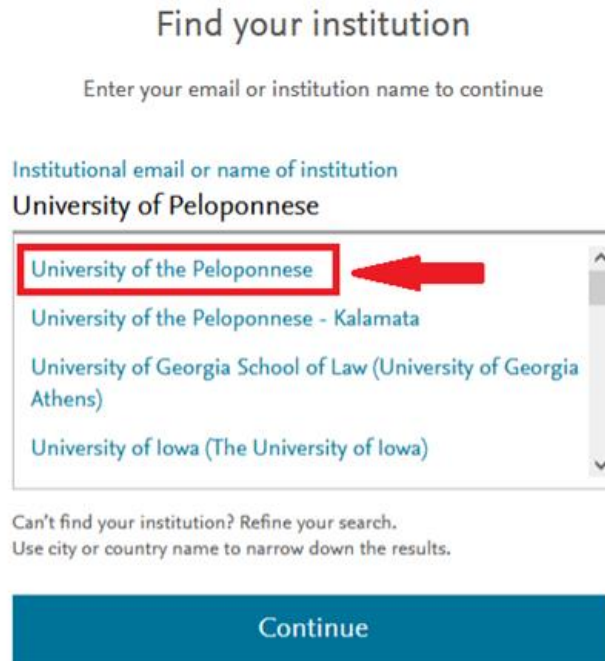 Find your institution
Enter your email or institution name to continue
Institutional email or name of institution
University of Peloponnese
University of the Peloponnese
University of the Peloponnese - Kalamata
University of Georgia School of Law (University of Georgia
Athens)
University of Iowa (The University of Iowa)
Can't find your institution? Refine your search.
Use city or country name to narrow down the results.
Continue